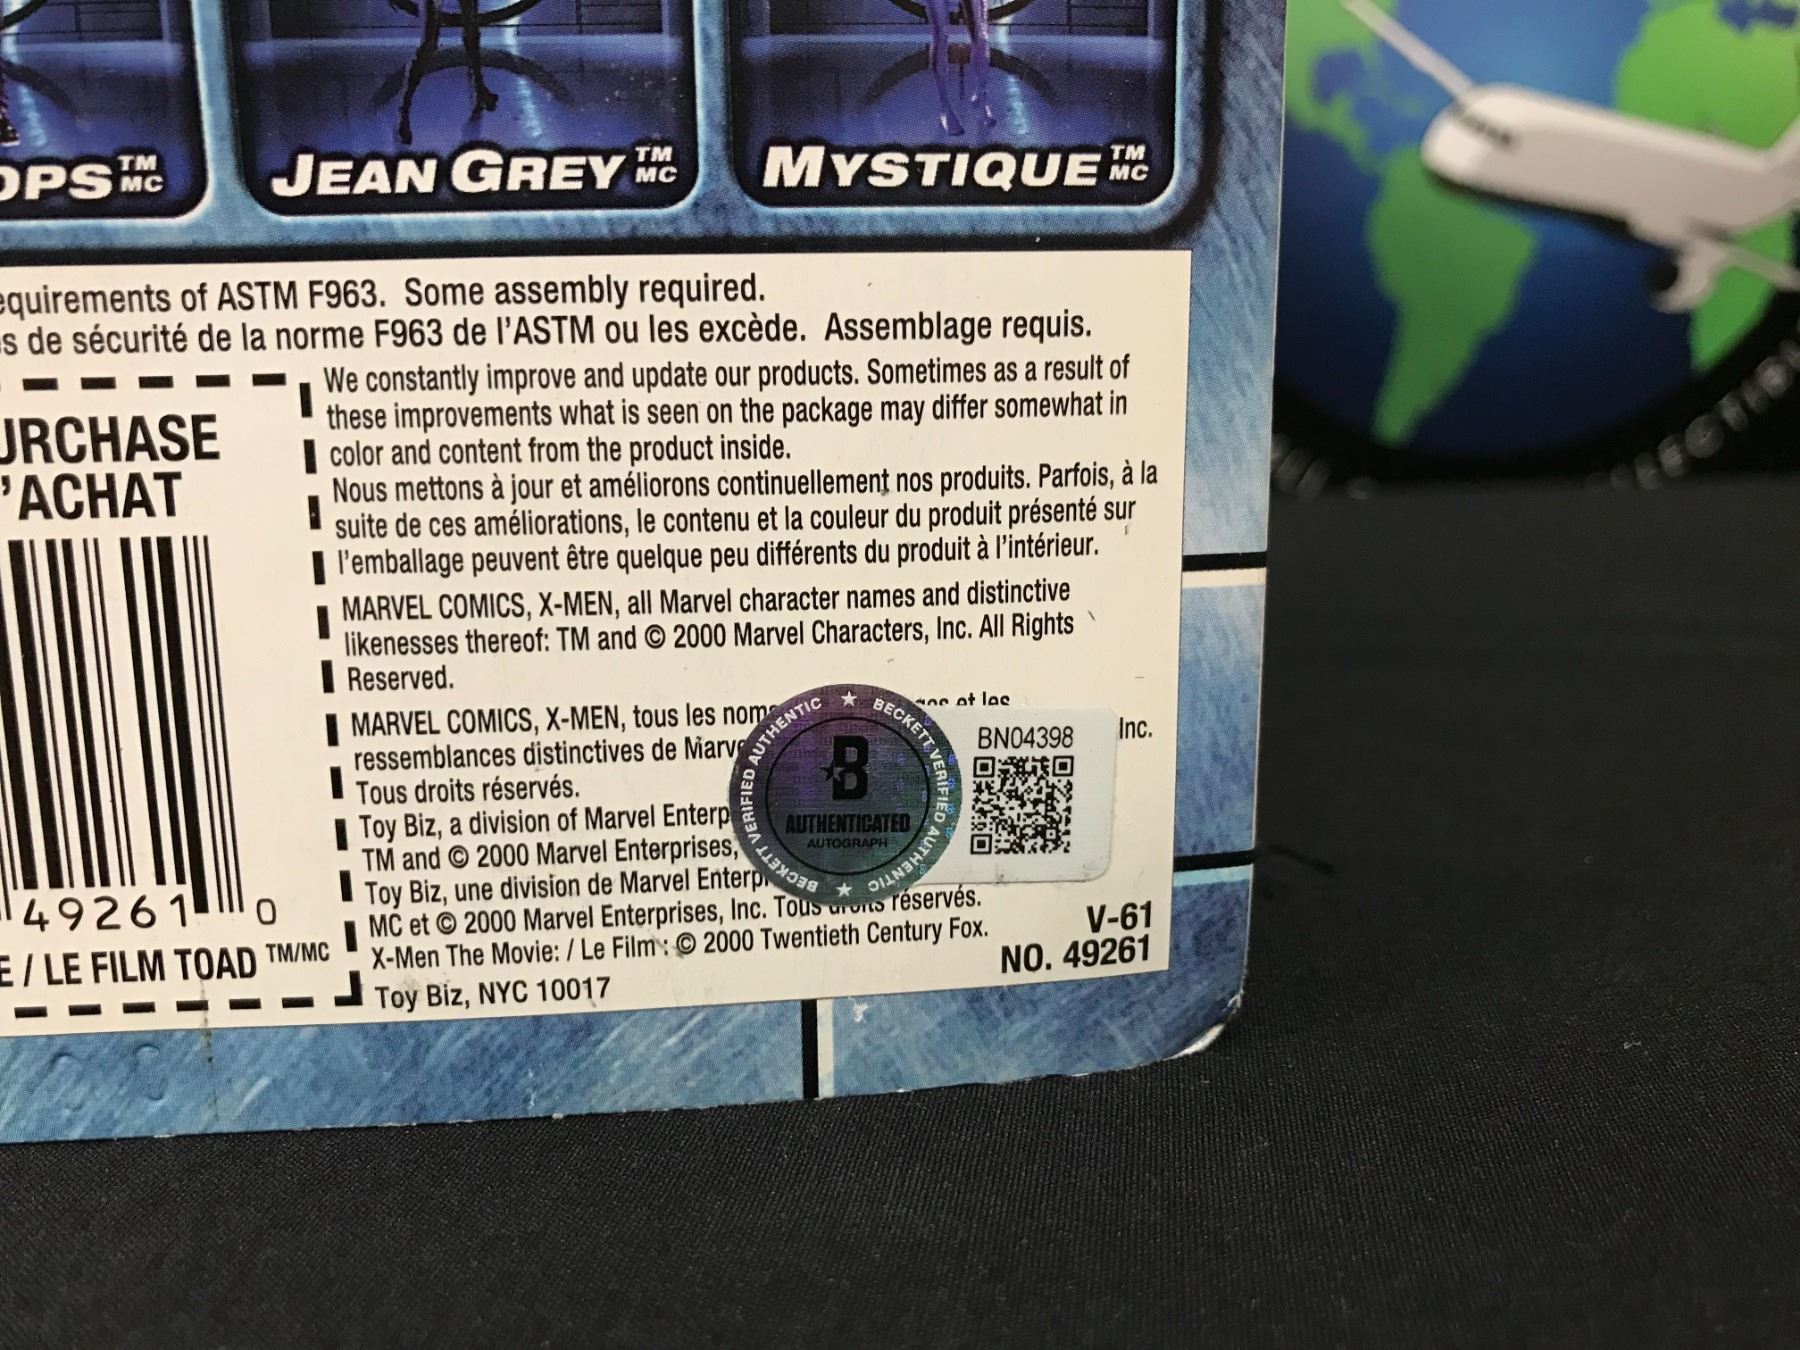 OPS TM MC
JEAN GREY TM MC
MYSTIQUE TM MC
equirements of ASTM F963. Some assembly required.
s de sécurité de la norme F963 de l'ASTM ou les excède. Assemblage requis.
URCHASE
'ACHAT
49261 0
E / LE FILM TOAD TM/MC
We constantly improve and update our products. Sometimes as a result of
these improvements what is seen on the package may differ somewhat in
color and content from the product inside.
Nous mettons à jour et améliorons continuellement nos produits. Parfois, à la
suite de ces améliorations, le contenu et la couleur du produit présenté sur
l'emballage peuvent être quelque peu différents du produit à l'intérieur.
MARVEL COMICS, X-MEN, all Marvel character names and distinctive
likenesses thereof: TM and © 2000 Marvel Characters, Inc. All Rights
Reserved.
MARVEL COMICS, X-MEN, tous les nom et les
ressemblances distinctives de Marv Inc.
Tous droits réservés.
Toy Biz, a division of Marvel Enterp
TM and © 2000 Marvel Enterprises,
Toy Biz, une division de Marvel Enterp
MC et © 2000 Marvel Enterprises, Inc. Tous droits réservés.
X-Men The Movie: / Le Film : © 2000 Twentieth Century Fox.
Toy Biz, NYC 10017
V-61
NO. 49261
BECKETT VERIFIED AUTHENTIC ★ BECKETT VERIFIED AUTHENTIC ★
B
AUTHENTICATED
AUTOGRAPH
BN04398